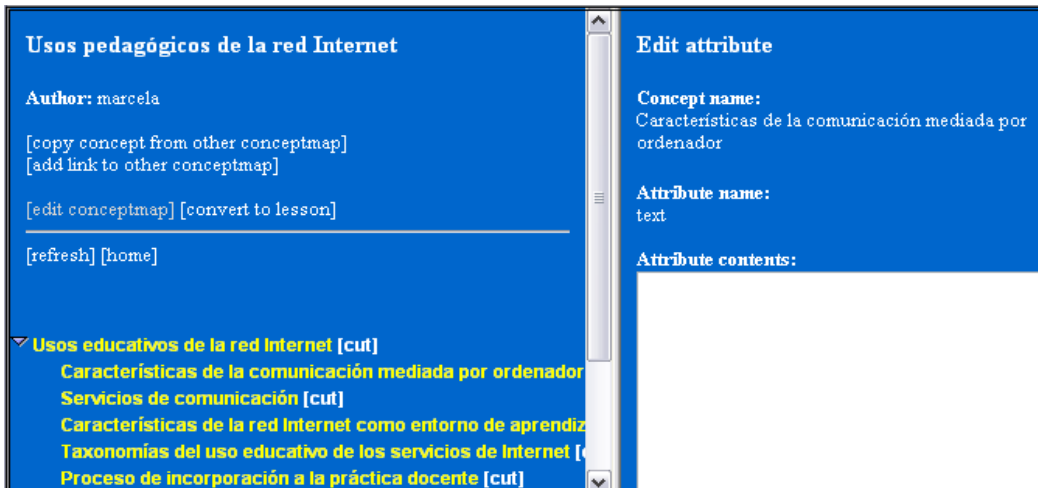 Usos pedagógicos de la red Internet
Author: marcela
[copy concept from other conceptmap]
[add link to other conceptmap]
[edit conceptmap] [convert to lesson]
[refresh] [home]
Usos educativos de la red Internet [cut]
Características de la comunicación mediada por ordenador
Servicios de comunicación [cut]
Características de la red Internet como entorno de aprendiz
Taxonomías del uso educativo de los servicios de Internet [
Proceso de incorporación a la práctica docente [cut]
Edit attribute
Concept name:
Características de la comunicación mediada por
ordenador
Attribute name:
text
Attribute contents: